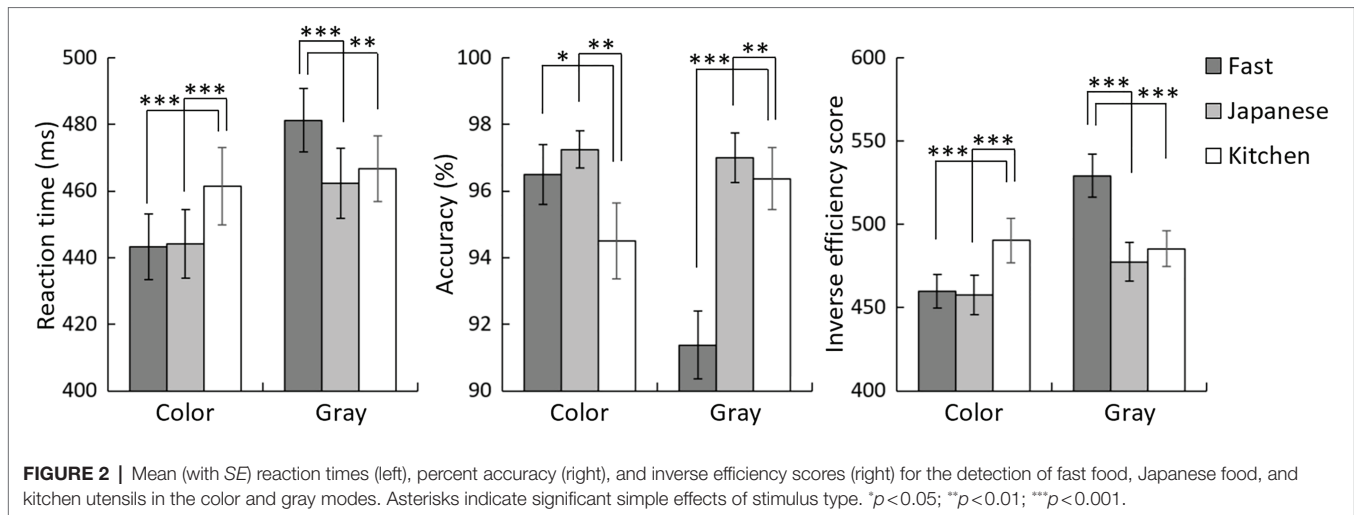 500
480
460
440
420
400
Reaction time (ms)
***
***
***
**
Color
Gray
100
98
96
94
92
90
Accuracy (%)
*
**
***
**
Color
Gray
600
550
500
450
400
Inverse efficiency score
***
***
***
***
Color
Gray
Fast
Japanese
Kitchen
FIGURE 2 | Mean (with SE) reaction times (left), percent accuracy (right), and inverse efficiency scores (right) for the detection of fast food, Japanese food, and
kitchen utensils in the color and gray modes. Asterisks indicate significant simple effects of stimulus type. *p<0.05; **p<0.01; ***p<0.001.